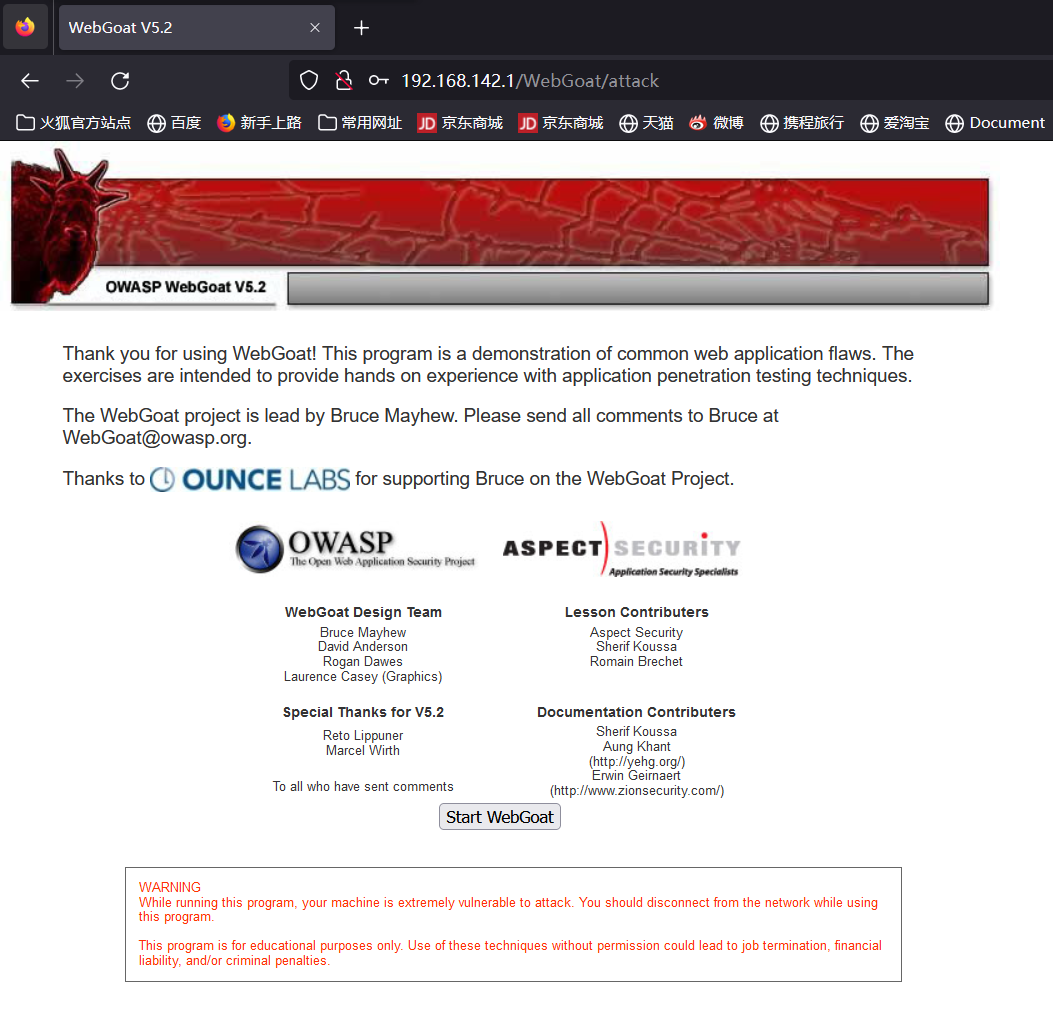 WebGoat V5.2
192.168.142.1/WebGoat/attack
火狐官方站点 百度 新手上路 常用网址 JD 京东商城 JD 京东商城 天猫 微博 携程旅行 爱淘宝 Document
OWASP WebGoat V5.2
Thank you for using WebGoat! This program is a demonstration of common web application flaws. The
exercises are intended to provide hands on experience with application penetration testing techniques.
The WebGoat project is lead by Bruce Mayhew. Please send all comments to Bruce at
WebGoat@owasp.org.
Thanks to OUNCE LABS for supporting Bruce on the WebGoat Project.
OWASP
The Open Web Application Security Project
ASPECT SECURITY
Application Security Specialists
WebGoat Design Team
Bruce Mayhew
David Anderson
Rogan Dawes
Laurence Casey (Graphics)
Lesson Contributers
Aspect Security
Sherif Koussa
Romain Brechet
Special Thanks for V5.2
Reto Lippuner
Marcel Wirth
To all who have sent comments
Documentation Contributers
Sherif Koussa
Aung Khant
(http://yehg.org/)
Erwin Geirnaert
(http://www.zionsecurity.com/)
Start WebGoat
WARNING
While running this program, your machine is extremely vulnerable to attack. You should disconnect from the network while using
this program.
This program is for educational purposes only. Use of these techniques without permission could lead to job termination, financial
liability, and/or criminal penalties.